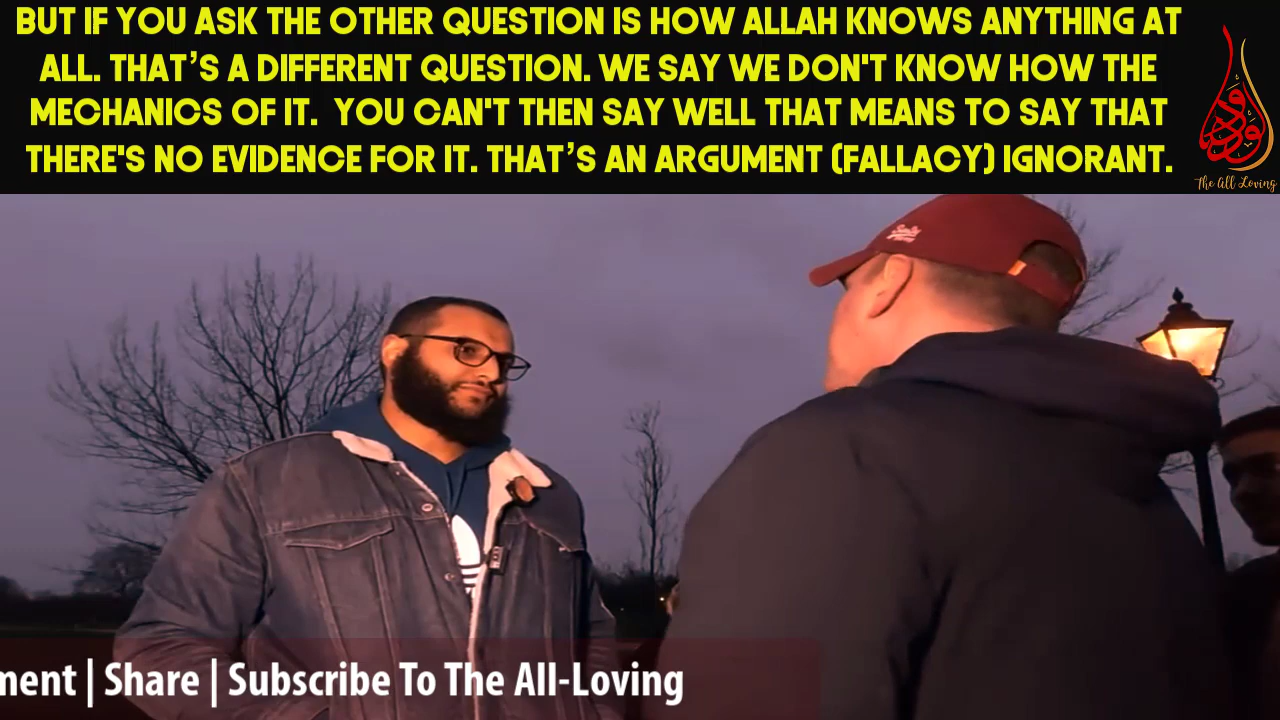 BUT IF YOU ASK THE OTHER QUESTION IS HOW ALLAH KNOWS ANYTHING AT
ALL. THAT’S A DIFFERENT QUESTION. WE SAY WE DON'T KNOW HOW THE
MECHANICS OF IT. YOU CAN'T THEN SAY WELL THAT MEANS TO SAY THAT
THERE'S NO EVIDENCE FOR IT. THAT’S AN ARGUMENT (FALLACY) IGNORANT.
The All Loving
ment | Share | Subscribe To The All-Loving